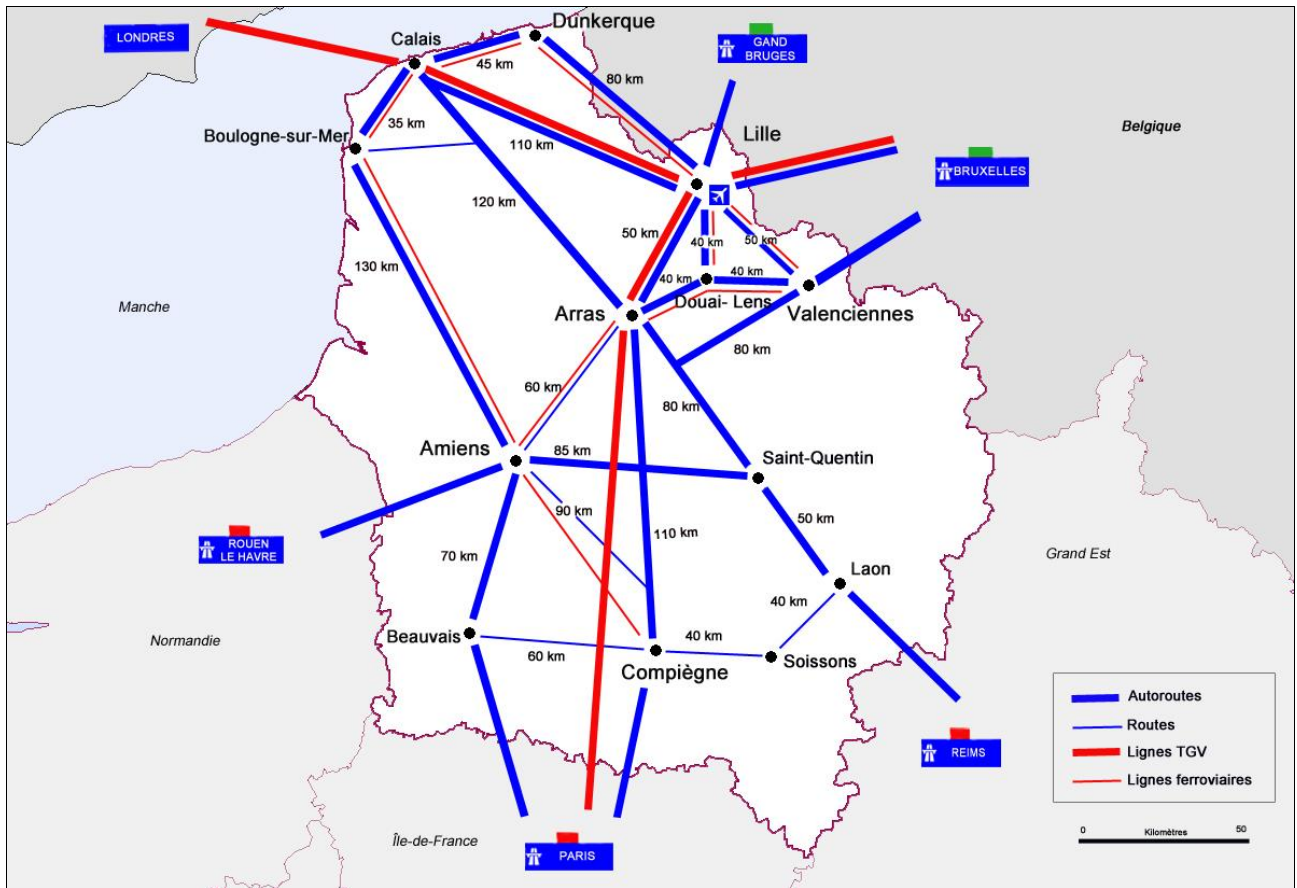 LONDRES
Calais
Dunkerque
GAND
BRUGES
45 km
80 km
35 km
Boulogne-sur-Mer
110 km
Lille
Belgique
BRUXELLES
120 km
50 km
40 km
50 km
130 km
40 km
40 km
Manche
Arras
Douai- Lens
Valenciennes
80 km
60 km
80 km
Amiens
85 km
Saint-Quentin
90 km
50 km
110 km
ROUEN
LE HAVRE
70 km
Grand Est
Laon
40 km
Normandie
Beauvais
60 km
40 km
Compiègne
Soissons
Autoroutes
Routes
Lignes TGV
Lignes ferroviaires
REIMS
0 Kilomètres 50
Île-de-France
PARIS